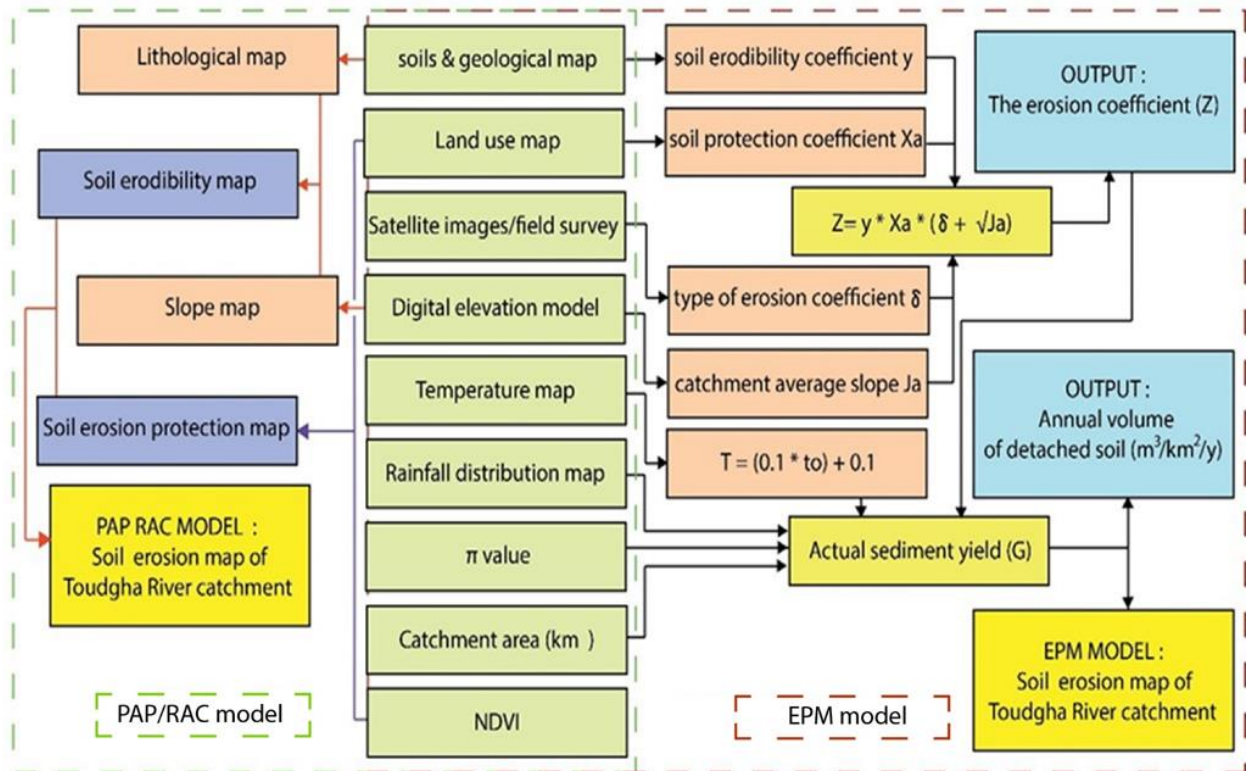 Lithological map
Soil erodibility map
Slope map
Soil erosion protection map
PAP RAC MODEL :
Soil erosion map of
Toudgha River catchment
PAP/RAC model
soils & geological map
Land use map
Satellite images/field survey
Digital elevation model
Temperature map
Rainfall distribution map
π value
Catchment area (km )
NDVI
soil erodibility coefficient y
soil protection coefficient Xa
Z= y * Xa * (δ + √Ja)
type of erosion coefficient δ
catchment average slope Ja
T = (0.1 * to) + 0.1
Actual sediment yield (G)
EPM model
OUTPUT :
The erosion coefficient (Z)
OUTPUT :
Annual volume
of detached soil (m³/km²/y)
EPM MODEL :
Soil erosion map of
Toudgha River catchment